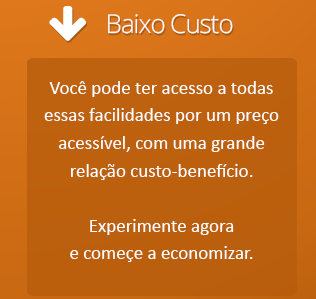 Baixo Custo
Você pode ter acesso a todas
essas facilidades por um preço
acessível, com uma grande
relação custo-benefício.
Experimente agora
e começe a economizar.